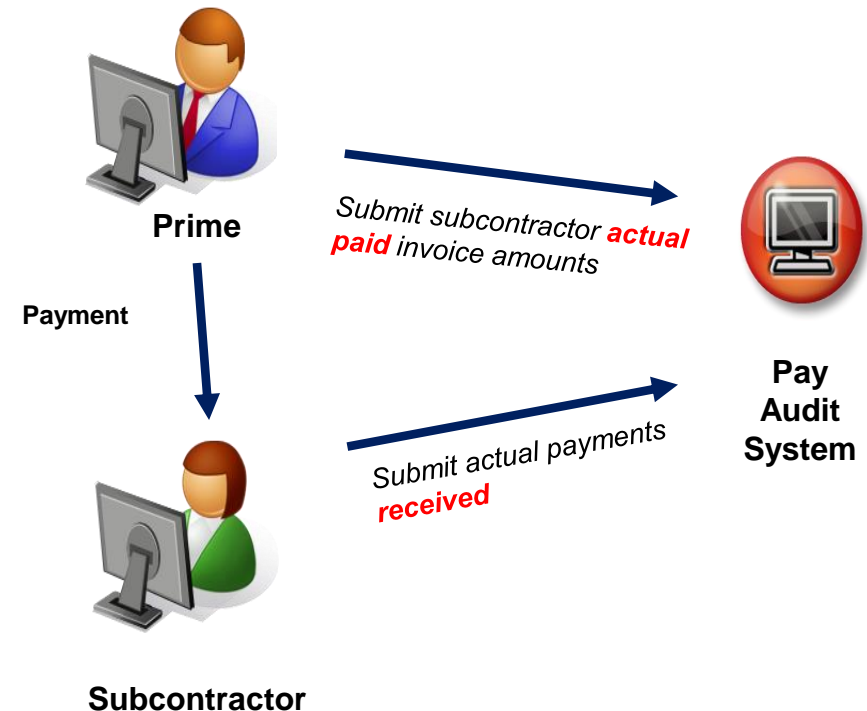 Prime
Submit subcontractor actual
paid invoice amounts
Payment
Pay
Audit
System
Submit actual payments
received
Subcontractor